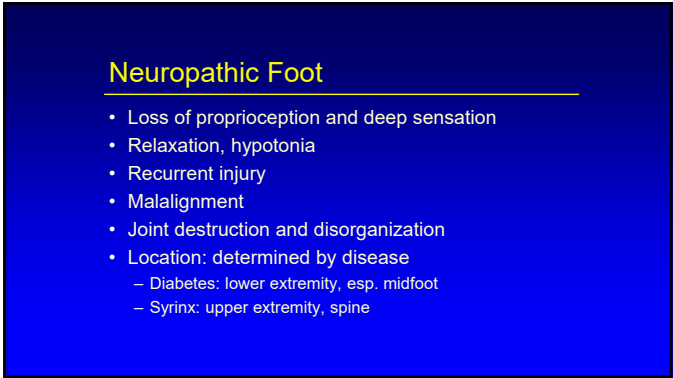 Neuropathic Foot
• Loss of proprioception and deep sensation
• Relaxation, hypotonia
• Recurrent injury
• Malalignment
• Joint destruction and disorganization
• Location: determined by disease
– Diabetes: lower extremity, esp. midfoot
– Syrinx: upper extremity, spine